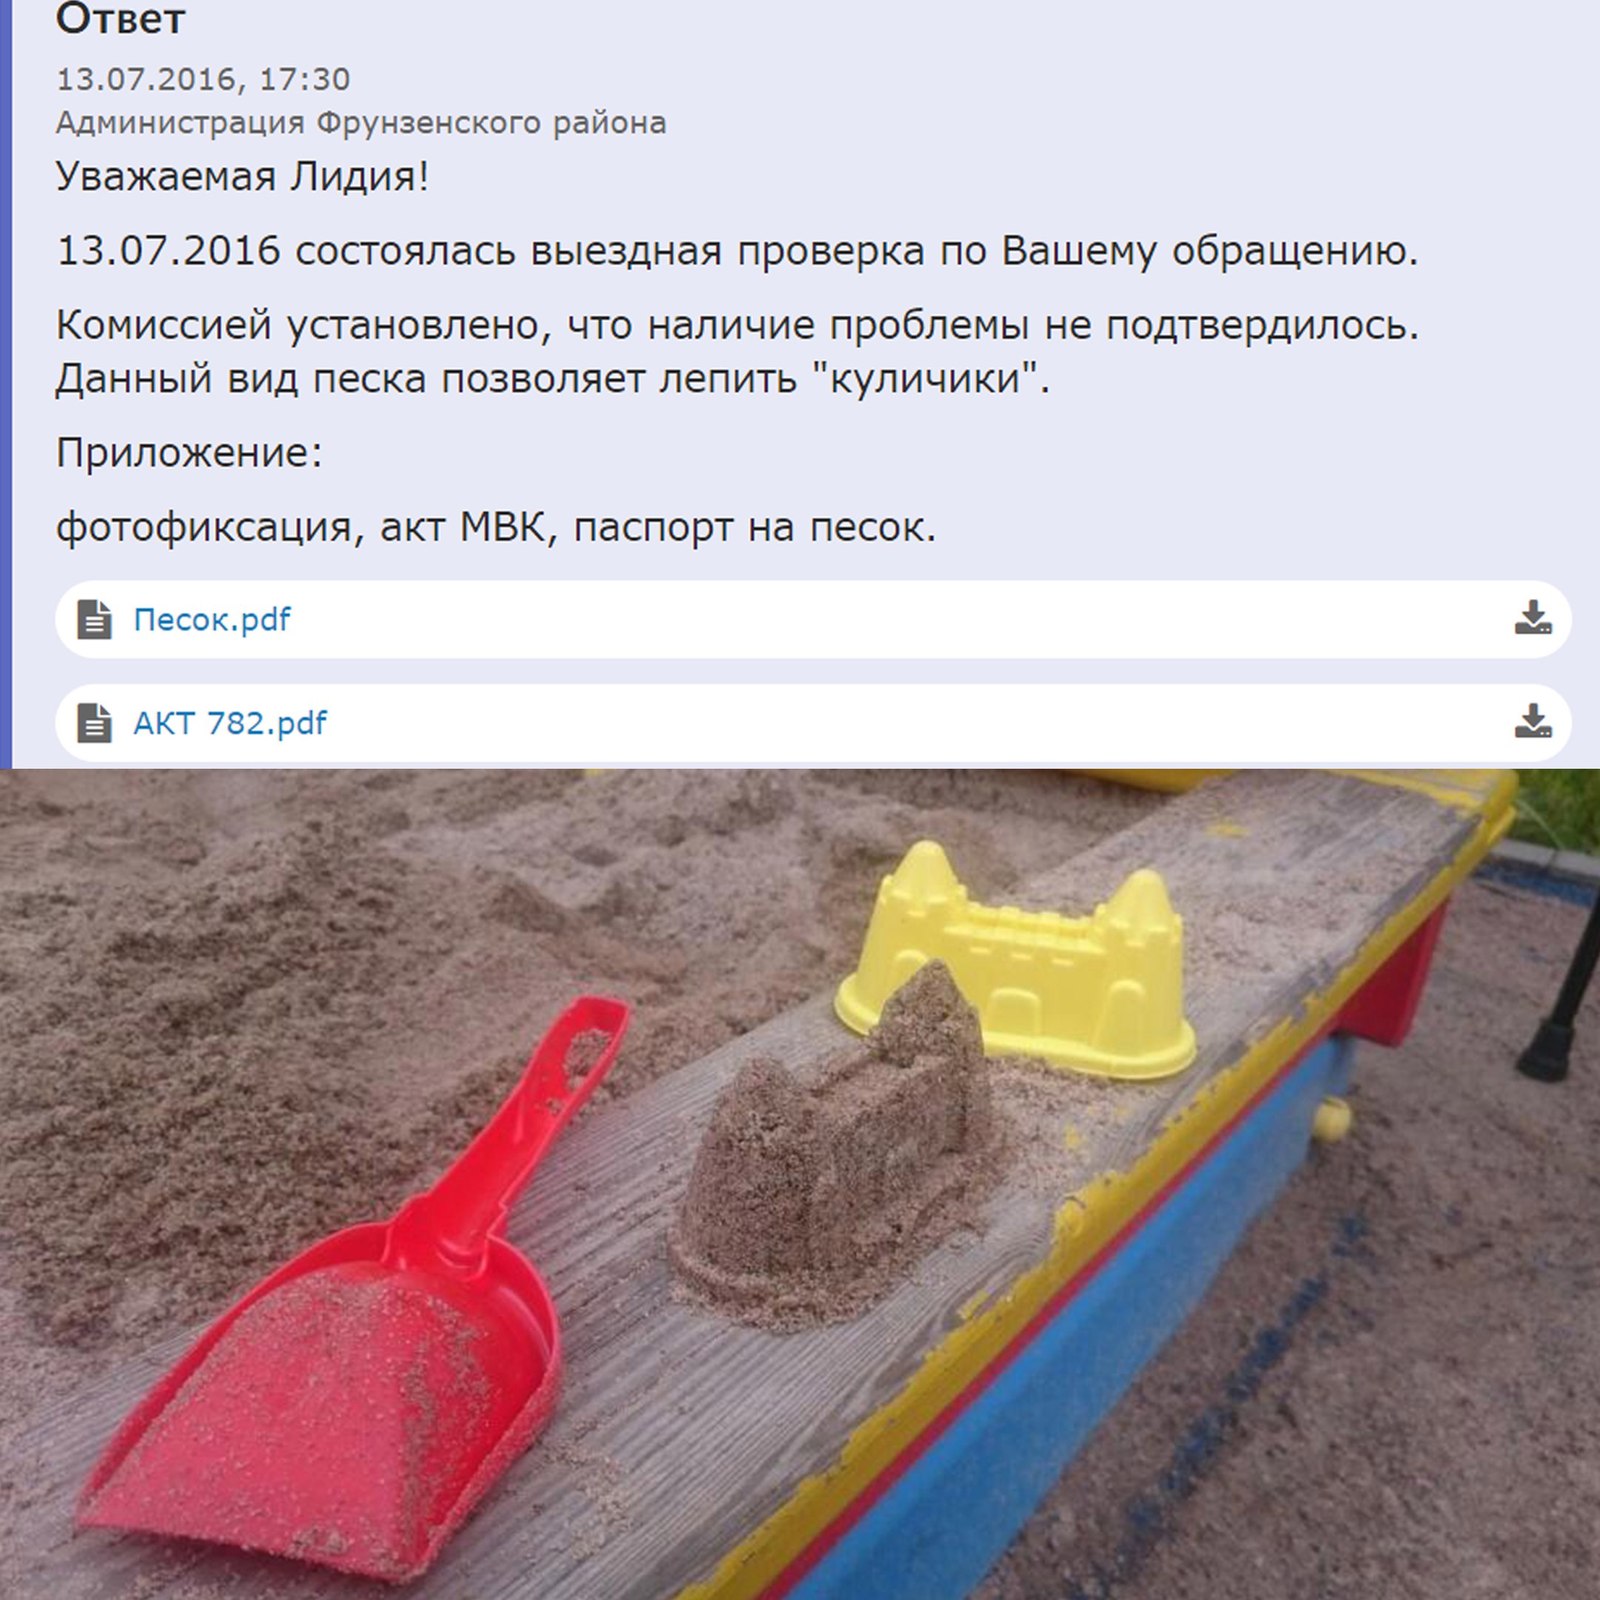 Ответ
13.07.2016, 17:30
Администрация Фрунзенского района
Уважаемая Лидия!
13.07.2016 состоялась выездная проверка по Вашему обращению.
Комиссией установлено, что наличие проблемы не подтвердилось.
Данный вид песка позволяет лепить "куличики".
Приложение:
фотофиксация, акт МВК, паспорт на песок.
Песок.pdf
АКТ 782.pdf